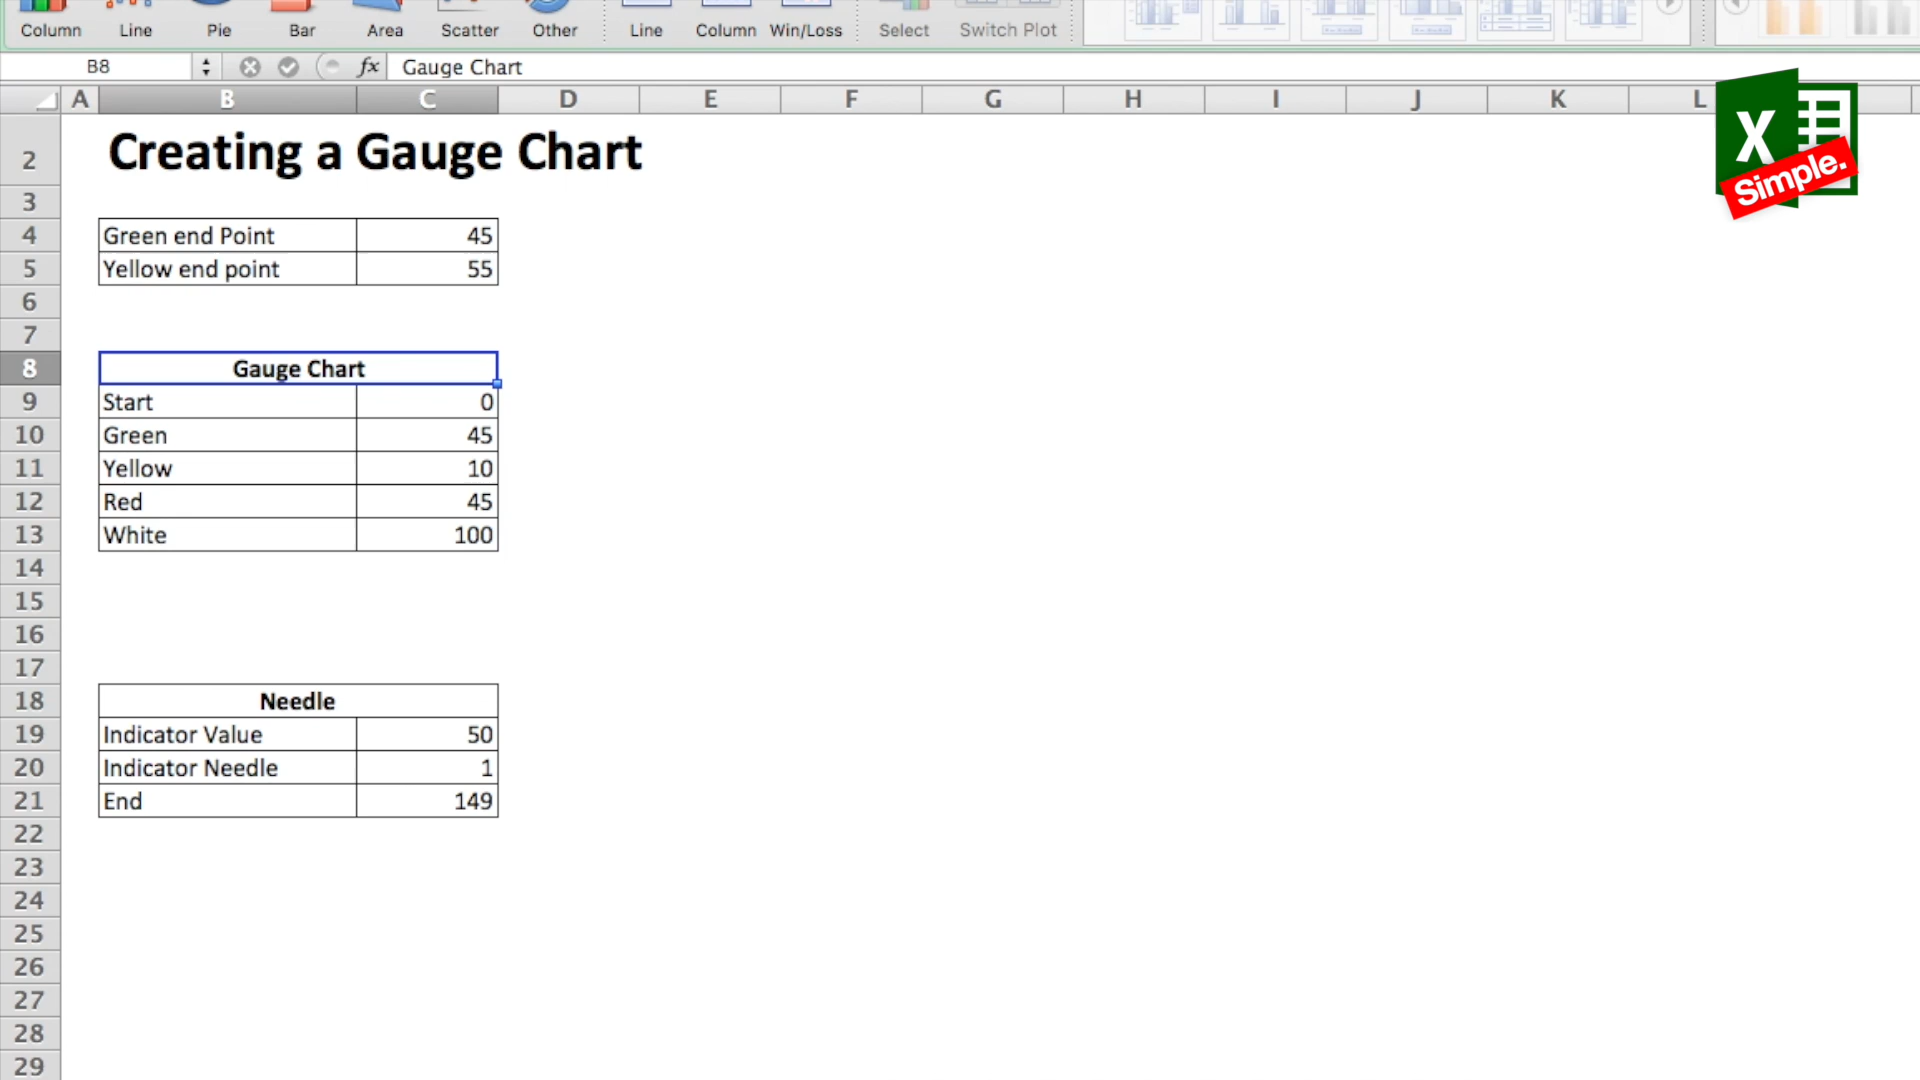 Column Line Pie Bar Area Scatter Other Line Column Win/Loss Select Switch Plot
B8 fx Gauge Chart
A B C D E F G H I J K L
2 Creating a Gauge Chart
X
Simple.
3
4 Green end Point 45
5 Yellow end point 55
6
7
8 Gauge Chart
9 Start 0
10 Green 45
11 Yellow 10
12 Red 45
13 White 100
14
15
16
17
18 Needle
19 Indicator Value 50
20 Indicator Needle 1
21 End 149
22
23
24
25
26
27
28
29